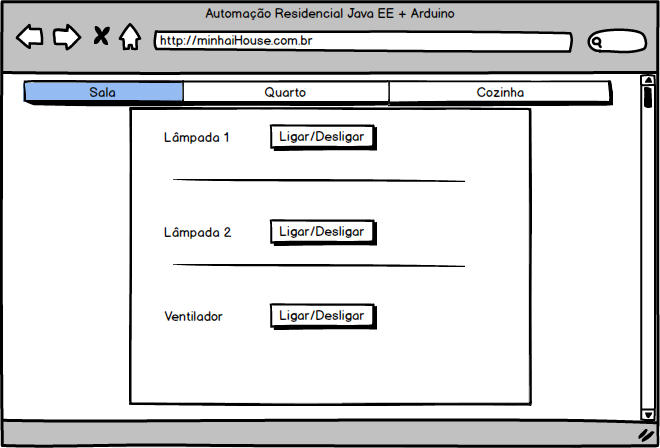 Automação Residencial Java EE + Arduino
http://minhaiHouse.com.br
Sala Quarto Cozinha
Lâmpada 1 Ligar/Desligar
Lâmpada 2 Ligar/Desligar
Ventilador Ligar/Desligar